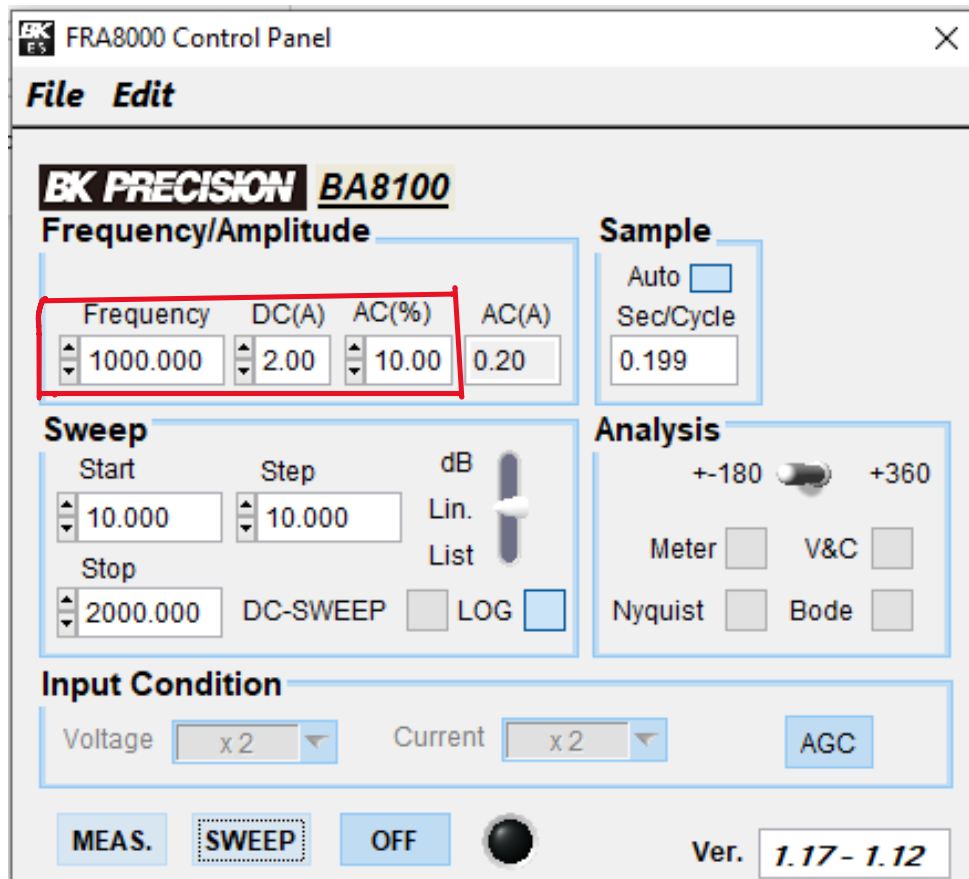 BK
ES
FRA8000 Control Panel
File Edit
BK PRECISION BA8100
Frequency/Amplitude
Frequency DC(A) AC(%) AC(A)
1000.000 2.00 10.00 0.20
Sample
Auto
Sec/Cycle
0.199
Sweep
Start Step
10.000 10.000
Stop
2000.000
dB
Lin.
List
DC-SWEEP LOG
Analysis
+-180 +360
Meter V&C
Nyquist Bode
Input Condition
Voltage x 2 Current x 2 AGC
MEAS. SWEEP OFF
Ver. 1.17 - 1.12